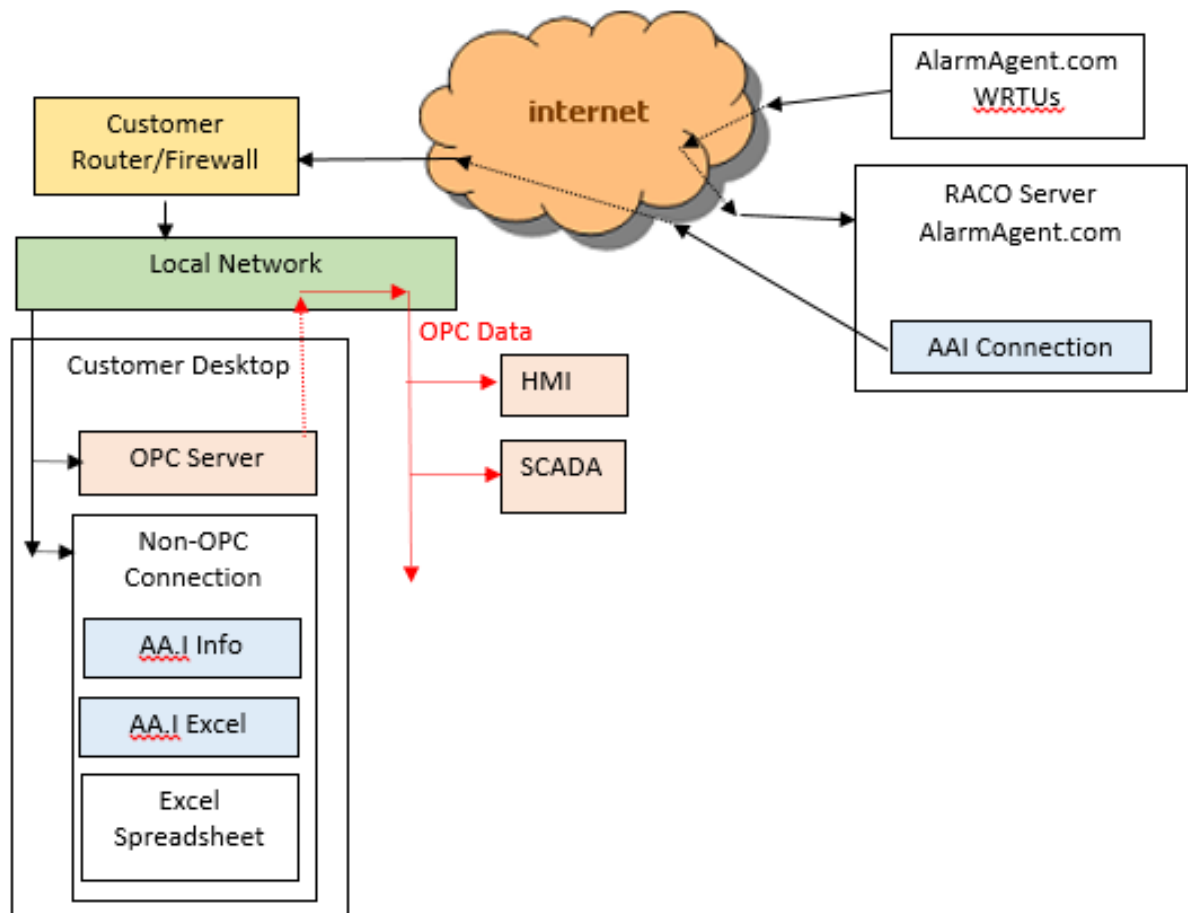 internet
AlarmAgent.com
WRTUs
Customer
Router/Firewall
RACO Server
AlarmAgent.com
AAI Connection
Local Network
OPC Data
Customer Desktop
HMI
OPC Server
SCADA
Non-OPC
Connection
AA.I Info
AA.I Excel
Excel
Spreadsheet